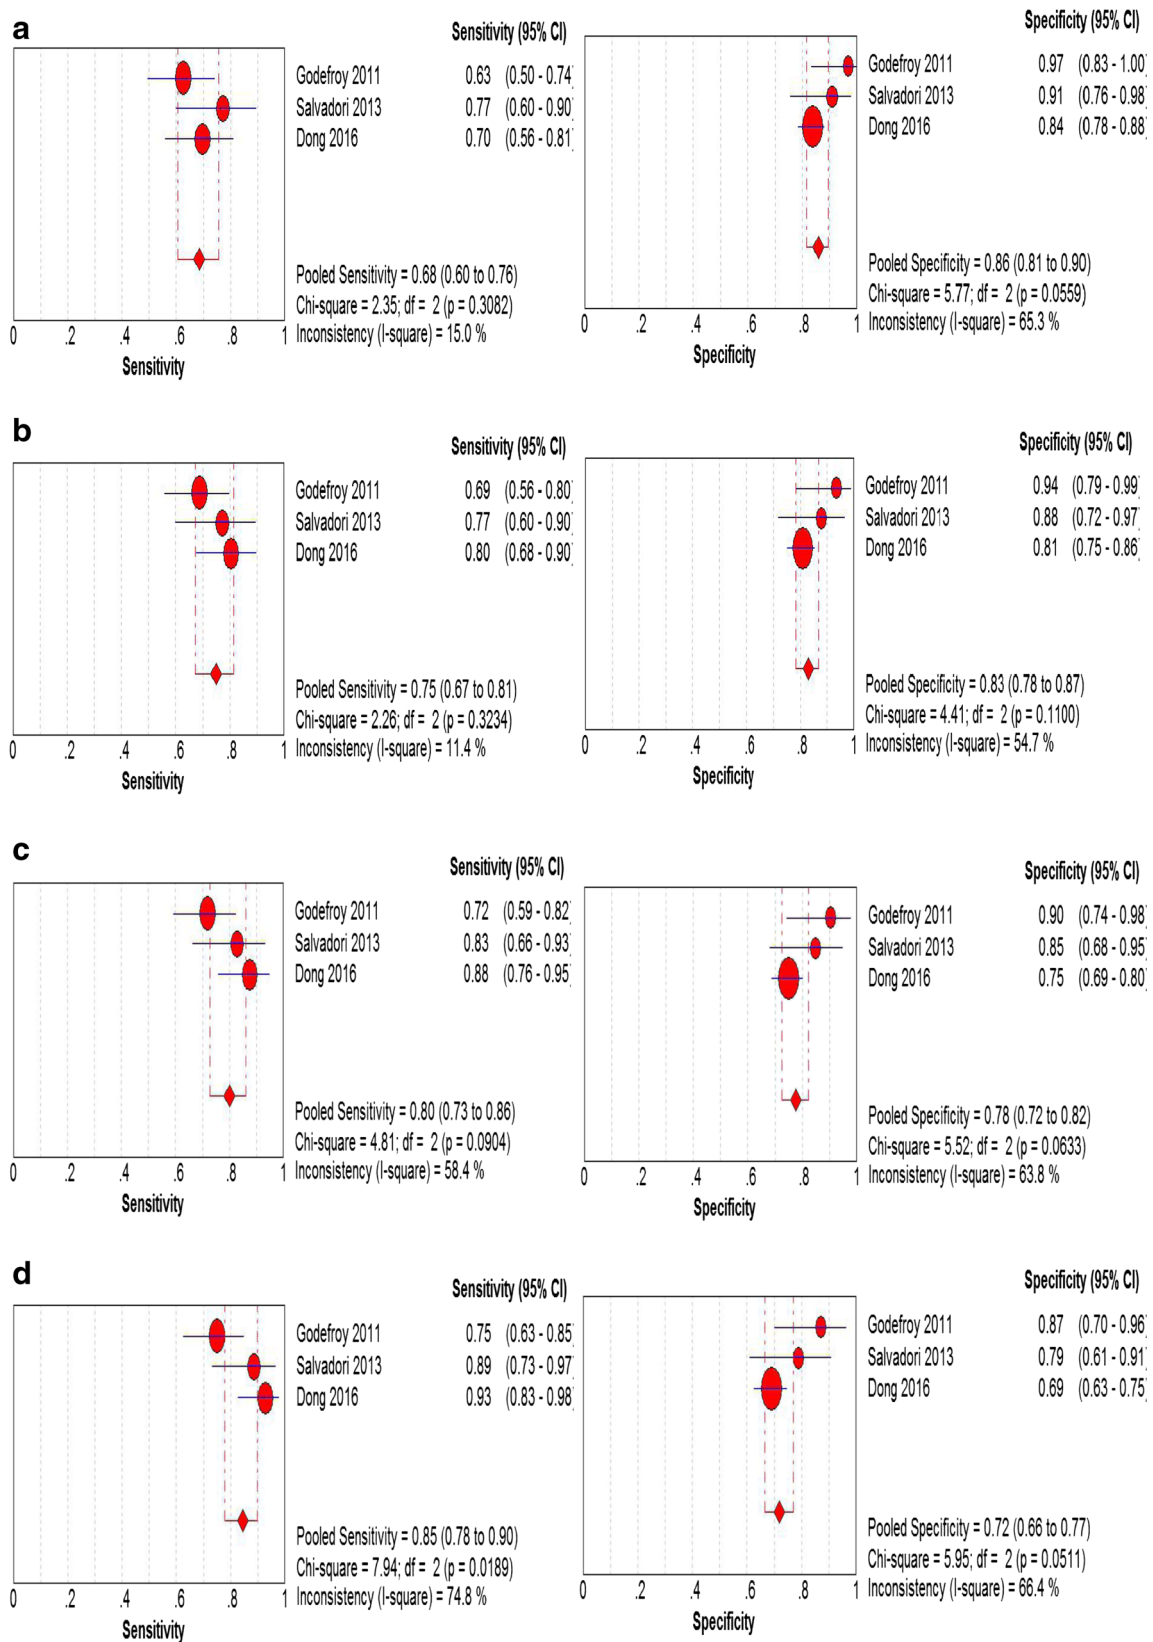 a
Sensitivity (95% CI)
Godefroy 2011 0.63 (0.50 - 0.74)
Salvadori 2013 0.77 (0.60 - 0.90)
Dong 2016 0.70 (0.56 - 0.81)
Pooled Sensitivity = 0.68 (0.60 to 0.76)
Chi-square = 2.35; df = 2 (p = 0.3082)
Inconsistency (I-square) = 15.0 %
0 .2 .4 .6 .8 1
Sensitivity
Specificity (95% CI)
Godefroy 2011 0.97 (0.83 - 1.00)
Salvadori 2013 0.91 (0.76 - 0.98)
Dong 2016 0.84 (0.78 - 0.88)
Pooled Specificity = 0.86 (0.81 to 0.90)
Chi-square = 5.77; df = 2 (p = 0.0559)
Inconsistency (I-square) = 65.3 %
0 .2 .4 .6 .8 1
Specificity
b
Sensitivity (95% CI)
Godefroy 2011 0.69 (0.56 - 0.80)
Salvadori 2013 0.77 (0.60 - 0.90)
Dong 2016 0.80 (0.68 - 0.90)
Pooled Sensitivity = 0.75 (0.67 to 0.81)
Chi-square = 2.26; df = 2 (p = 0.3234)
Inconsistency (I-square) = 11.4 %
0 .2 .4 .6 .8 1
Sensitivity
Specificity (95% CI)
Godefroy 2011 0.94 (0.79 - 0.99)
Salvadori 2013 0.88 (0.72 - 0.97)
Dong 2016 0.81 (0.75 - 0.86)
Pooled Specificity = 0.83 (0.78 to 0.87)
Chi-square = 4.41; df = 2 (p = 0.1100)
Inconsistency (I-square) = 54.7 %
0 .2 .4 .6 .8 1
Specificity
c
Sensitivity (95% CI)
Godefroy 2011 0.72 (0.59 - 0.82)
Salvadori 2013 0.83 (0.66 - 0.93)
Dong 2016 0.88 (0.76 - 0.95)
Pooled Sensitivity = 0.80 (0.73 to 0.86)
Chi-square = 4.81; df = 2 (p = 0.0904)
Inconsistency (I-square) = 58.4 %
0 .2 .4 .6 .8 1
Sensitivity
Specificity (95% CI)
Godefroy 2011 0.90 (0.74 - 0.98)
Salvadori 2013 0.85 (0.68 - 0.95)
Dong 2016 0.75 (0.69 - 0.80)
Pooled Specificity = 0.78 (0.72 to 0.82)
Chi-square = 5.52; df = 2 (p = 0.0633)
Inconsistency (I-square) = 63.8 %
0 .2 .4 .6 .8 1
Specificity
d
Sensitivity (95% CI)
Godefroy 2011 0.75 (0.63 - 0.85)
Salvadori 2013 0.89 (0.73 - 0.97)
Dong 2016 0.93 (0.83 - 0.98)
Pooled Sensitivity = 0.85 (0.78 to 0.90)
Chi-square = 7.94; df = 2 (p = 0.0189)
Inconsistency (I-square) = 74.8 %
0 .2 .4 .6 .8 1
Sensitivity
Specificity (95% CI)
Godefroy 2011 0.87 (0.70 - 0.96)
Salvadori 2013 0.79 (0.61 - 0.91)
Dong 2016 0.69 (0.63 - 0.75)
Pooled Specificity = 0.72 (0.66 to 0.77)
Chi-square = 5.95; df = 2 (p = 0.0511)
Inconsistency (I-square) = 66.4 %
0 .2 .4 .6 .8 1
Specificity